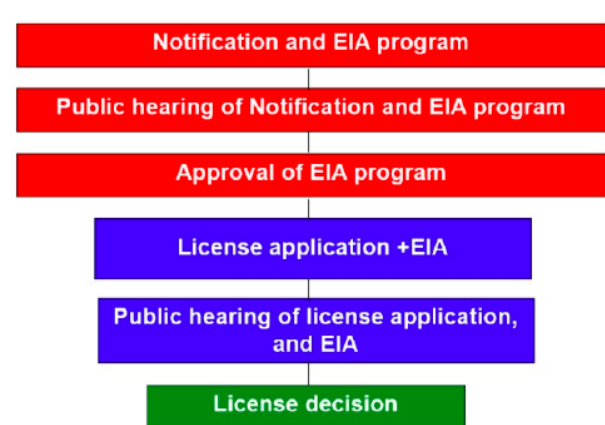 Notification and EIA program
Public hearing of Notification and EIA program
Approval of EIA program
License application +EIA
Public hearing of license application,
and EIA
License decision